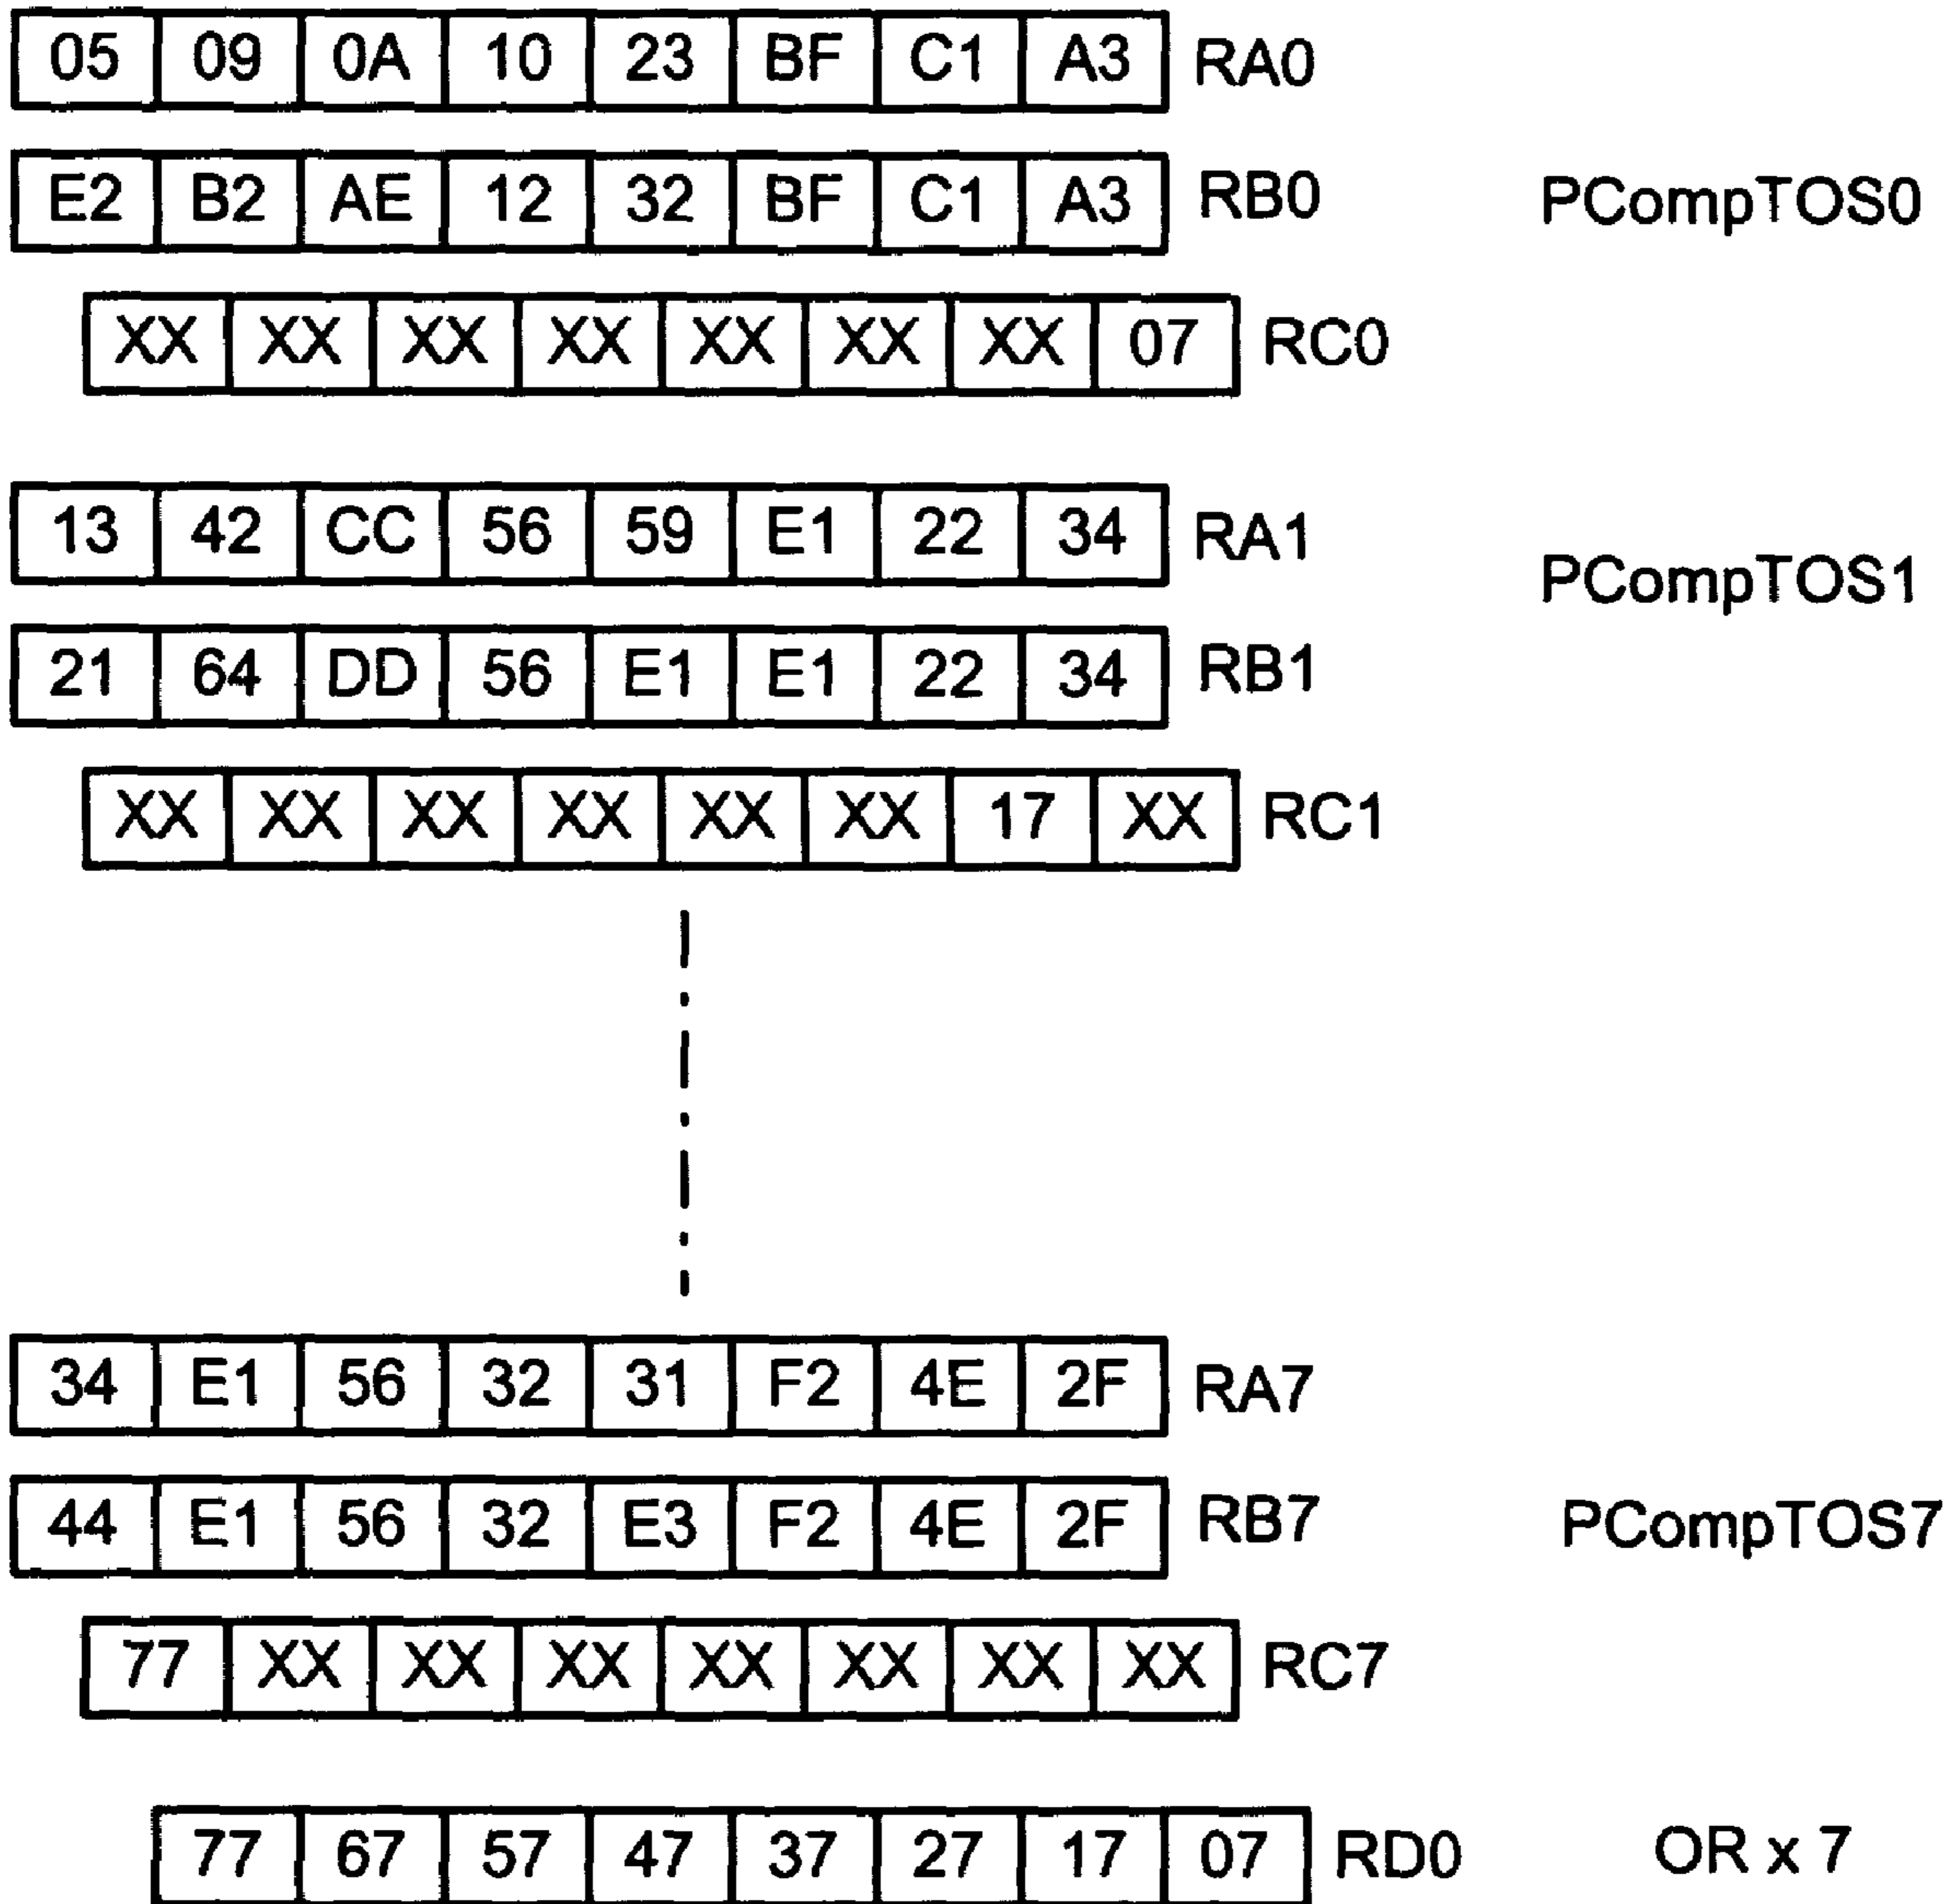 05 09 0A 10 23 BF C1 A3 RA0
E2 B2 AE 12 32 BF C1 A3 RB0 PCompTOS0
XX XX XX XX XX XX XX 07 RC0
13 42 CC 56 59 E1 22 34 RA1
PCompTOS1
21 64 DD 56 E1 E1 22 34 RB1
XX XX XX XX XX XX 17 XX RC1
34 E1 56 32 31 F2 4E 2F RA7
44 E1 56 32 E3 F2 4E 2F RB7 PCompTOS7
77 XX XX XX XX XX XX XX RC7
77 67 57 47 37 27 17 07 RD0 OR x 7